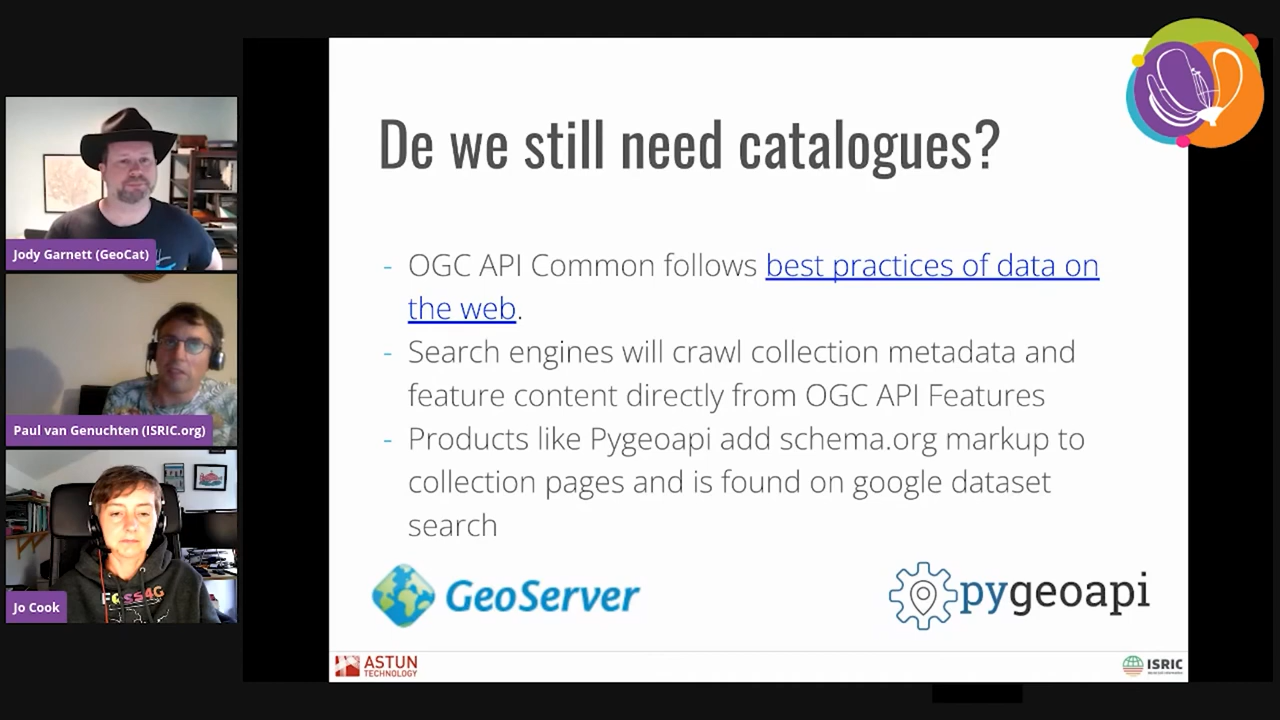 De we still need catalogues?
Jody Garnett (GeoCat)
Paul van Genuchten (ISRIC.org)
FOSS4G
Jo Cook
- OGC API Common follows best practices of data on
the web.
- Search engines will crawl collection metadata and
feature content directly from OGC API Features
- Products like Pygeoapi add schema.org markup to
collection pages and is found on google dataset
search
GeoServer
pygeoapi
ASTUN
TECHNOLOGY
ISRIC